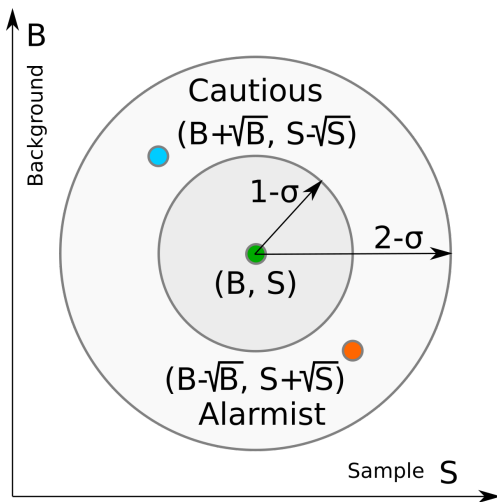 B
Background
Cautious
(B+√B, S-√S)
1-σ
2-σ
(B, S)
(B-√B, S+√S)
Alarmist
Sample S